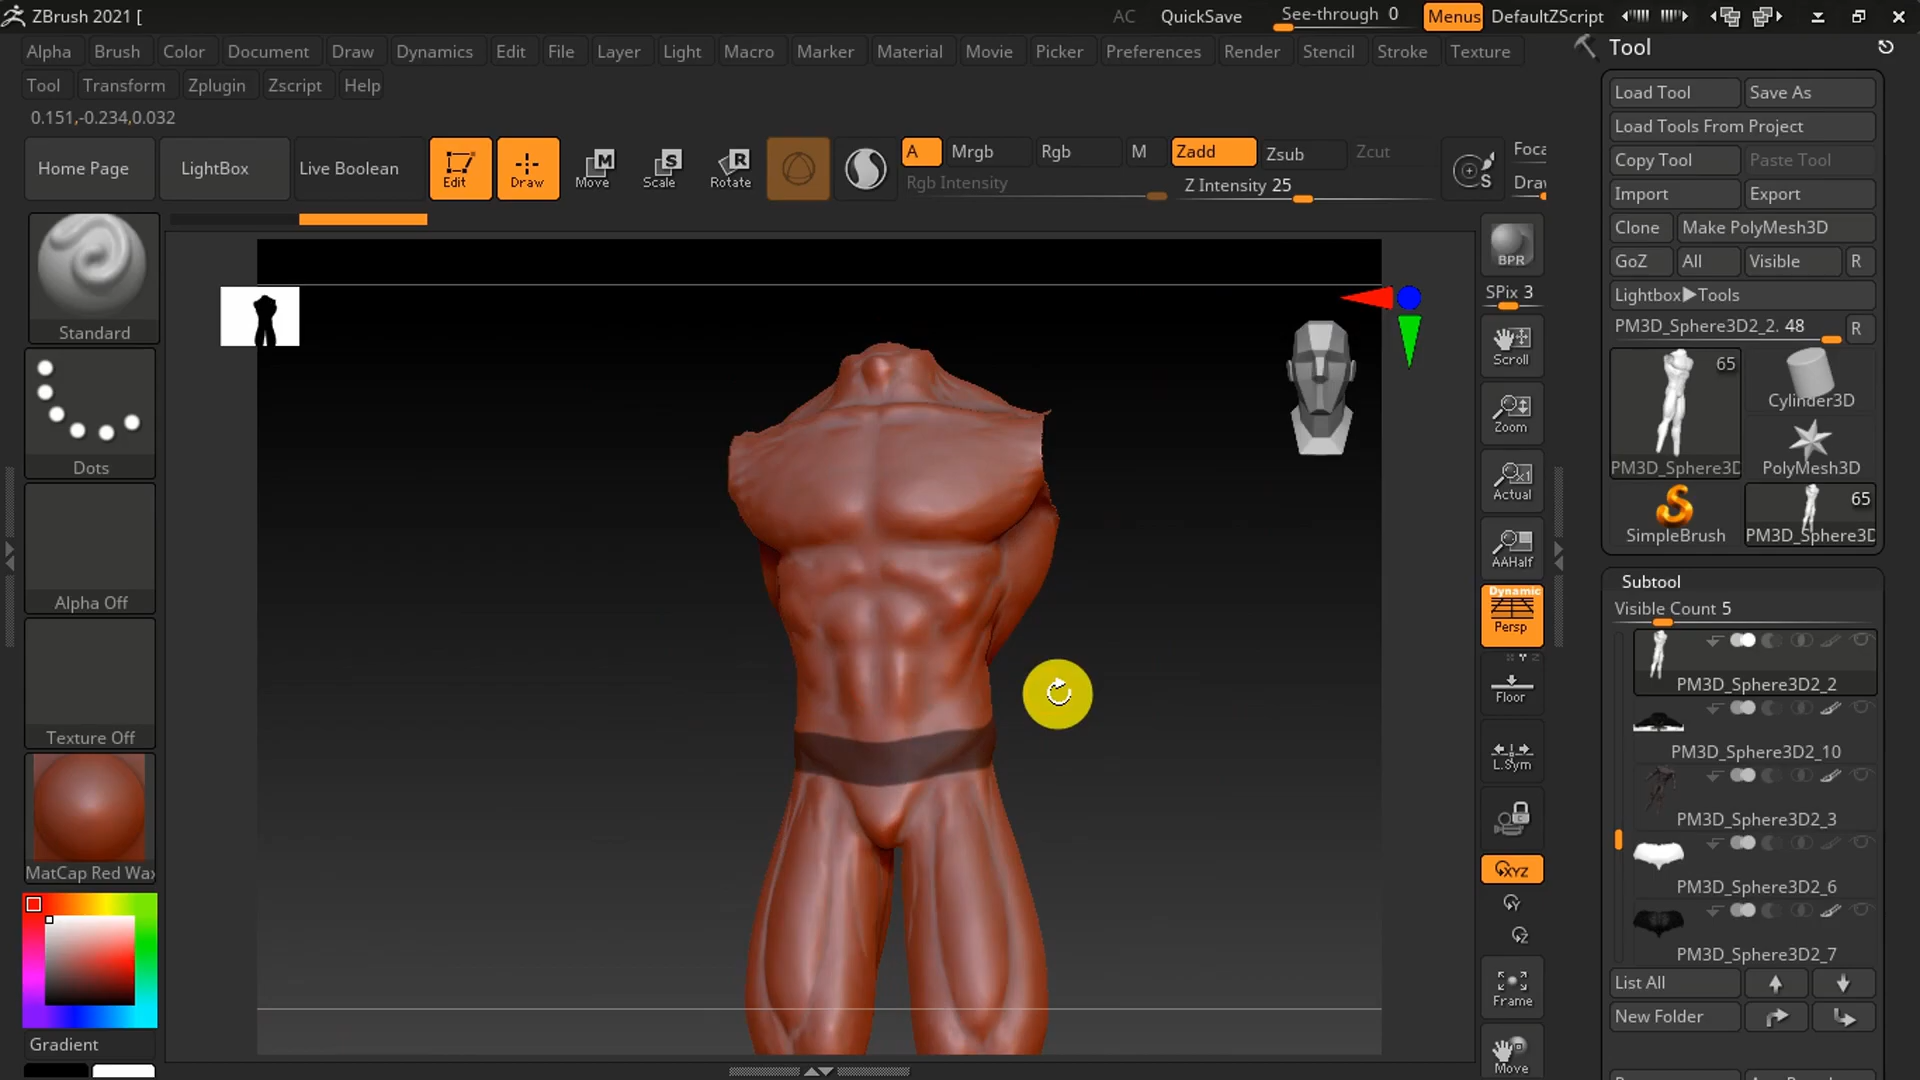 ZBrush 2021 [
AC QuickSave See-through 0 Menus DefaultZScript
Alpha Brush Color Document Draw Dynamics Edit File Layer Light Macro Marker Material Movie Picker Preferences Render Stencil Stroke Texture
Tool Transform Zplugin Zscript Help
0.151,-0.234,0.032
Home Page LightBox Live Boolean Edit Draw Move Scale Rotate
M S R
A Mrgb Rgb M Zadd Zsub Zcut Foca
Rgb Intensity Z Intensity 25 Drav
S
Standard
Dots
Alpha Off
Texture Off
MatCap Red Wax
Gradient
BPR
SPix 3
Scroll
Zoom
Actual
AAHalf
Dynamic
Persp
Floor
L.Sym
XYZ
Y
Z
Frame
Move
Tool
Load Tool Save As
Load Tools From Project
Copy Tool Paste Tool
Import Export
Clone Make PolyMesh3D
GoZ All Visible R
Lightbox▶Tools
PM3D_Sphere3D2_2. 48 R
65
Cylinder3D
PM3D_Sphere3D PolyMesh3D
65
SimpleBrush PM3D_Sphere3D
Subtool
Visible Count 5
PM3D_Sphere3D2_2
PM3D_Sphere3D2_10
PM3D_Sphere3D2_3
PM3D_Sphere3D2_6
PM3D_Sphere3D2_7
List All
New Folder